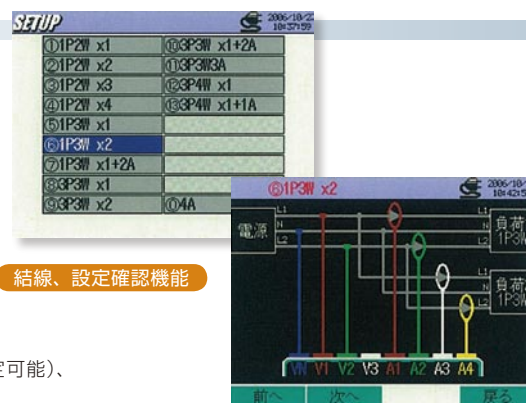 SETUP
2006/10/2
10:37:59
①1P2W x1
②1P2W x2
③1P2W x3
④1P2W x4
⑤1P3W x1
⑥1P3W x2
⑦1P3W x1+2A
⑧3P3W x1
⑨3P3W x2
⑩3P3W x1+2A
⑪3P3W3A
⑫3P4W x1
⑬3P4W x1+1A
⓪4A
結線、設定確認機能
定可能)、
⑥1P3W x2
2006/10/
10:42:5
電源
L1
N
L2
L1
N
L2
負荷
1P3W
L1
N
L2
負荷
1P3W
VN V1 V2 V3 A1 A2 A3 A4
前へ 次へ 戻る